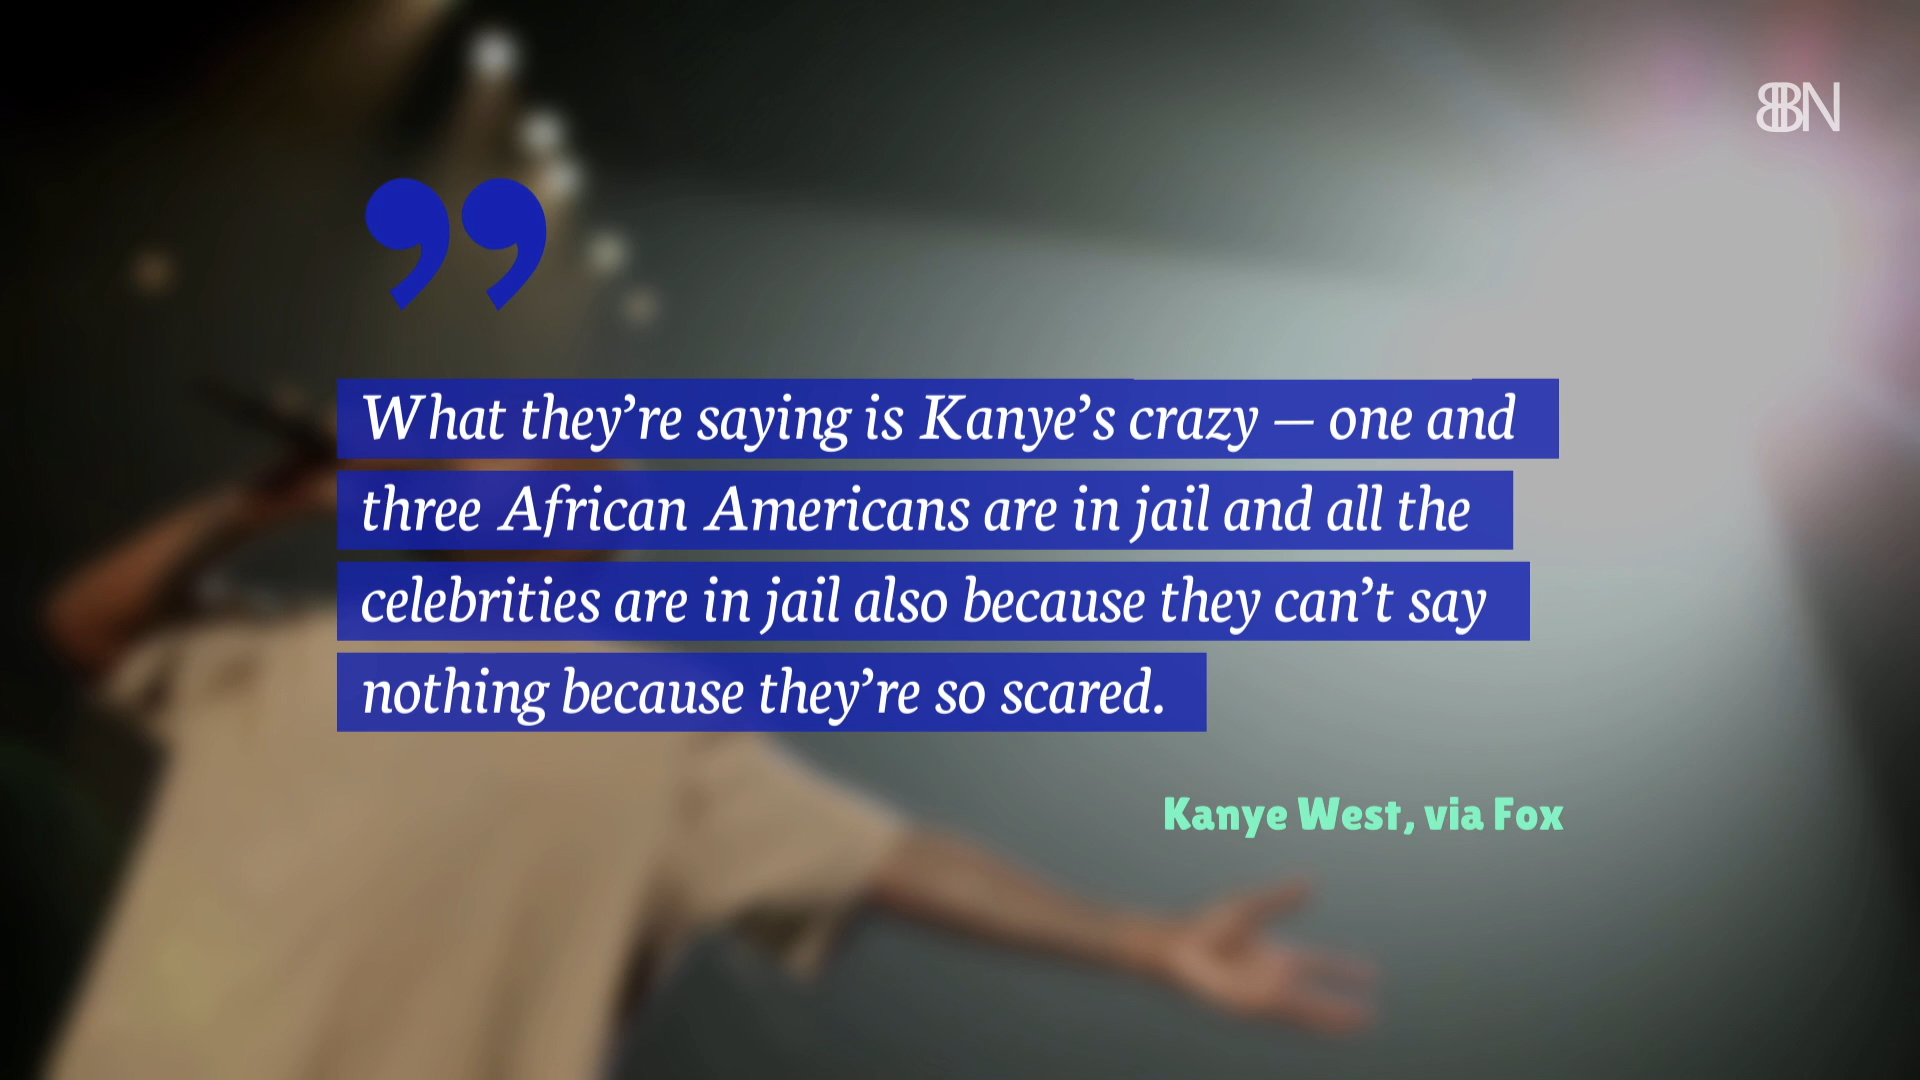 BBN
”
What they’re saying is Kanye’s crazy — one and
three African Americans are in jail and all the
celebrities are in jail also because they can’t say
nothing because they’re so scared.
Kanye West, via Fox